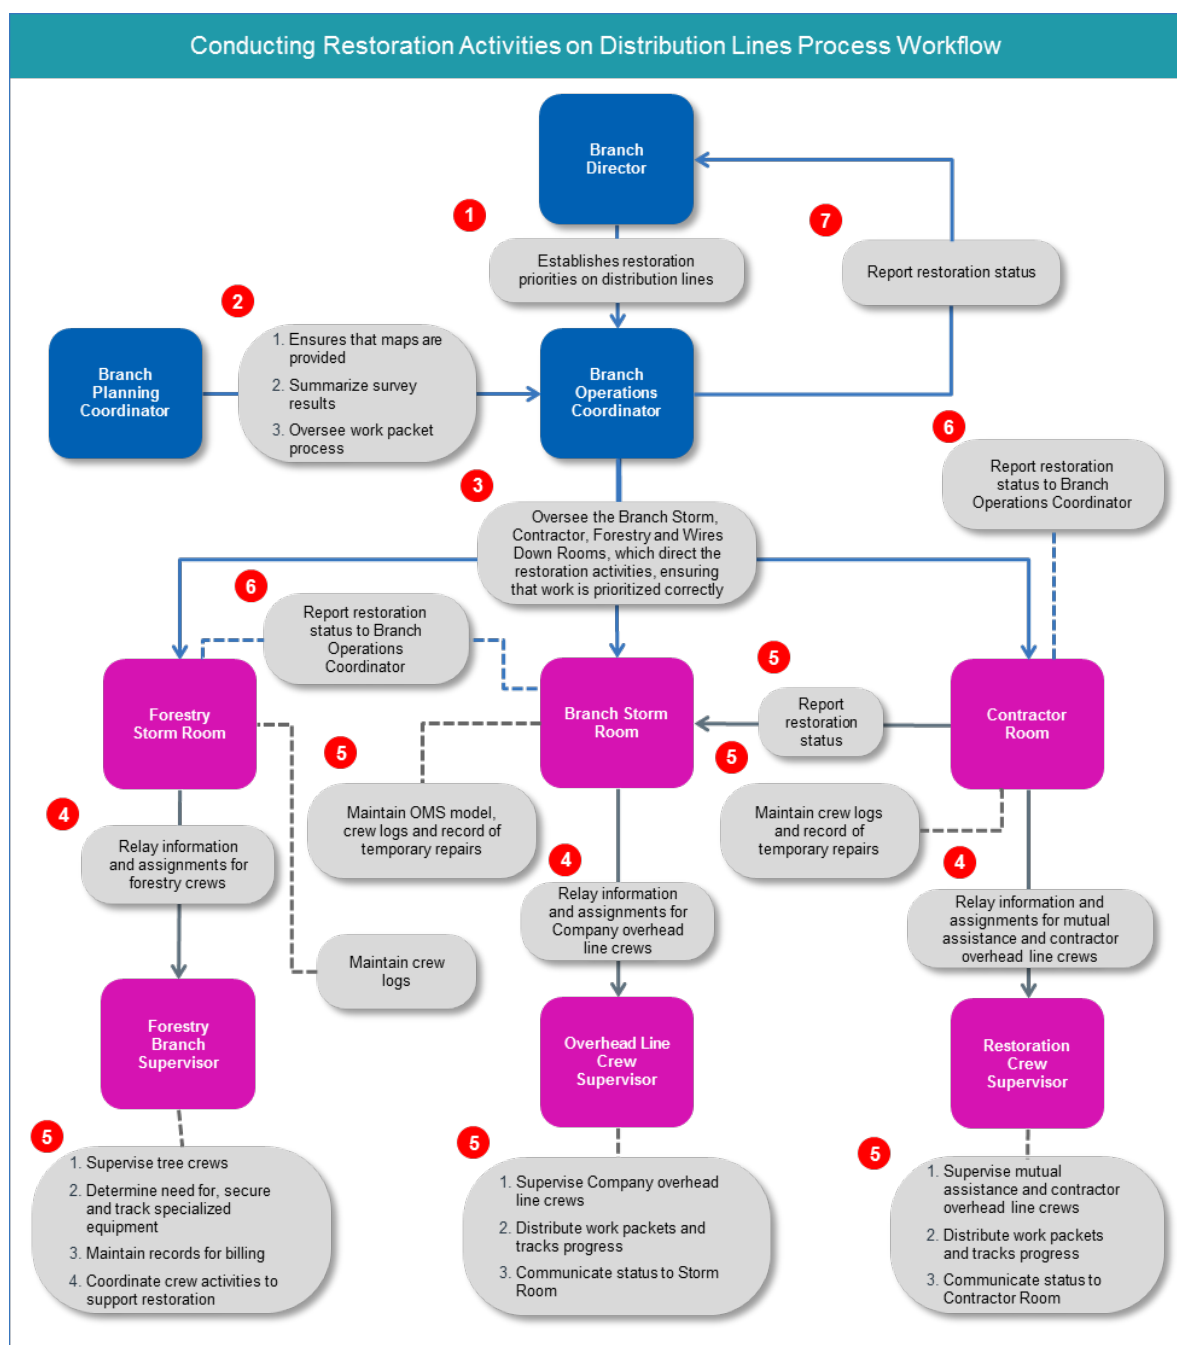 Conducting Restoration Activities on Distribution Lines Process Workflow
Branch
Director
1
Establishes restoration
priorities on distribution lines
7
Report restoration status
2
Branch
Planning
Coordinator
1. Ensures that maps are
provided
2. Summarize survey
results
3. Oversee work packet
process
Branch
Operations
Coordinator
6
Report restoration
status to Branch
Operations Coordinator
3
Oversee the Branch Storm,
Contractor, Forestry and Wires
Down Rooms, which direct the
restoration activities, ensuring
that work is prioritized correctly
6
Report restoration
status to Branch
Operations
Coordinator
Forestry
Storm Room
Branch Storm
Room
5
Report
restoration
status
Contractor
Room
5
Maintain OMS model,
crew logs and record of
temporary repairs
5
Maintain crew logs
and record of
temporary repairs
4
Relay information
and assignments for
forestry crews
4
Relay information
and assignments for
Company overhead
line crews
4
Relay information and
assignments for mutual
assistance and contractor
overhead line crews
Maintain crew
logs
Forestry
Branch
Supervisor
Overhead Line
Crew
Supervisor
Restoration
Crew
Supervisor
5
1. Supervise tree crews
2. Determine need for, secure
and track specialized
equipment
3. Maintain records for billing
4. Coordinate crew activities to
support restoration
5
1. Supervise Company overhead
line crews
2. Distribute work packets and
tracks progress
3. Communicate status to Storm
Room
5
1. Supervise mutual
assistance and contractor
overhead line crews
2. Distribute work packets
and tracks progress
3. Communicate status to
Contractor Room